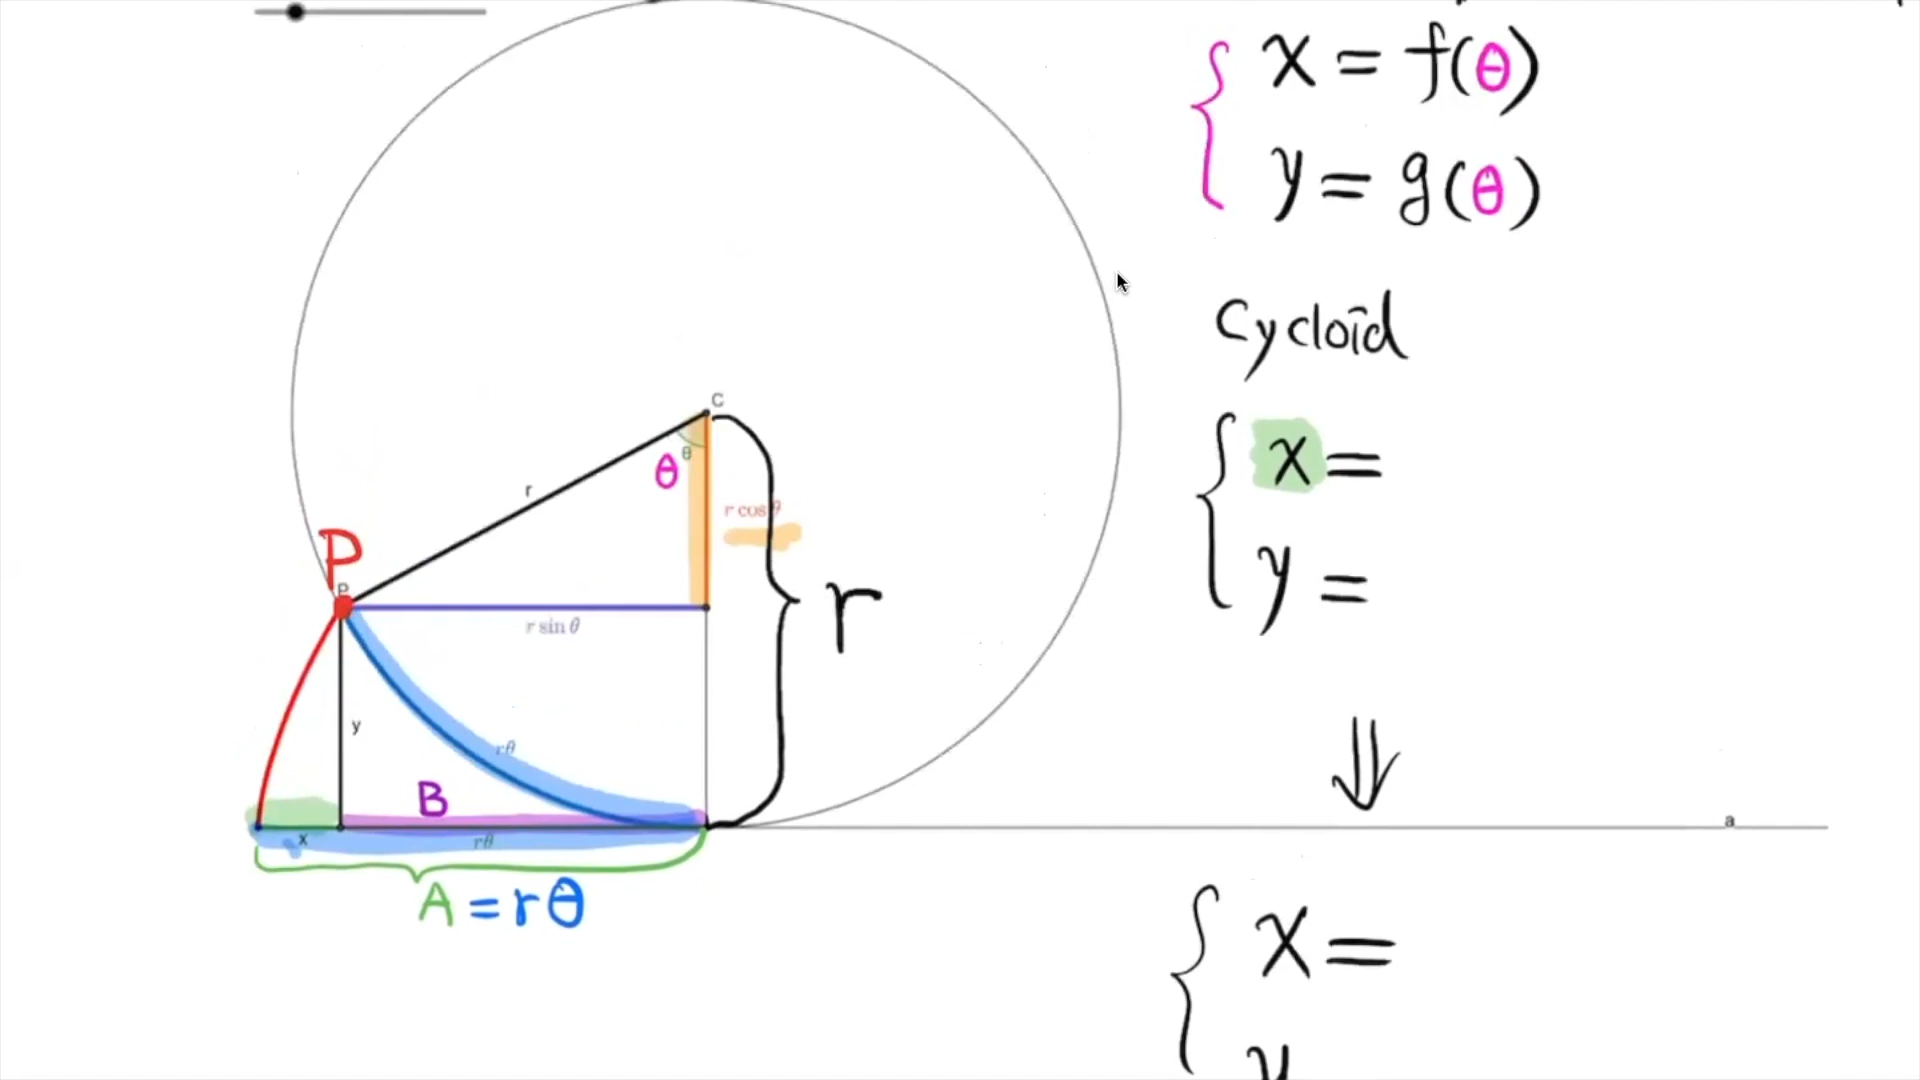 x = f(θ)
y = g(θ)
Cycloid
x =
y =
C
θ
θ
r
r cos θ
P
P
r
r sin θ
y
rθ
B
a
x
rθ
A = rθ
x =
y